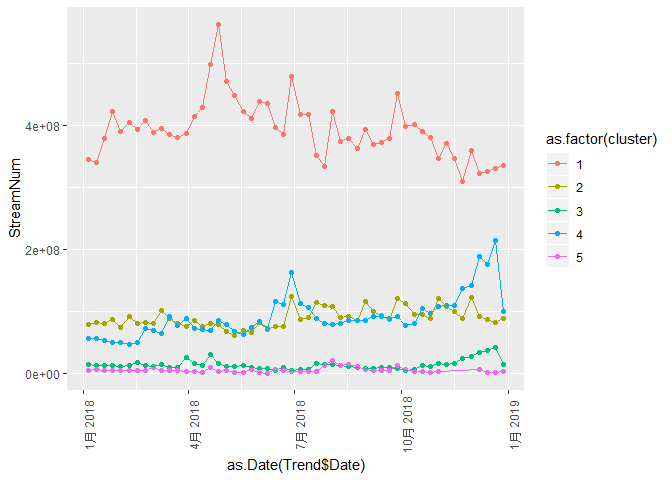 StreamNum
4e+08
2e+08
0e+00
1月 2018
4月 2018
7月 2018
10月 2018
1月 2019
as.Date(Trend$Date)
as.factor(cluster)
1
2
3
4
5